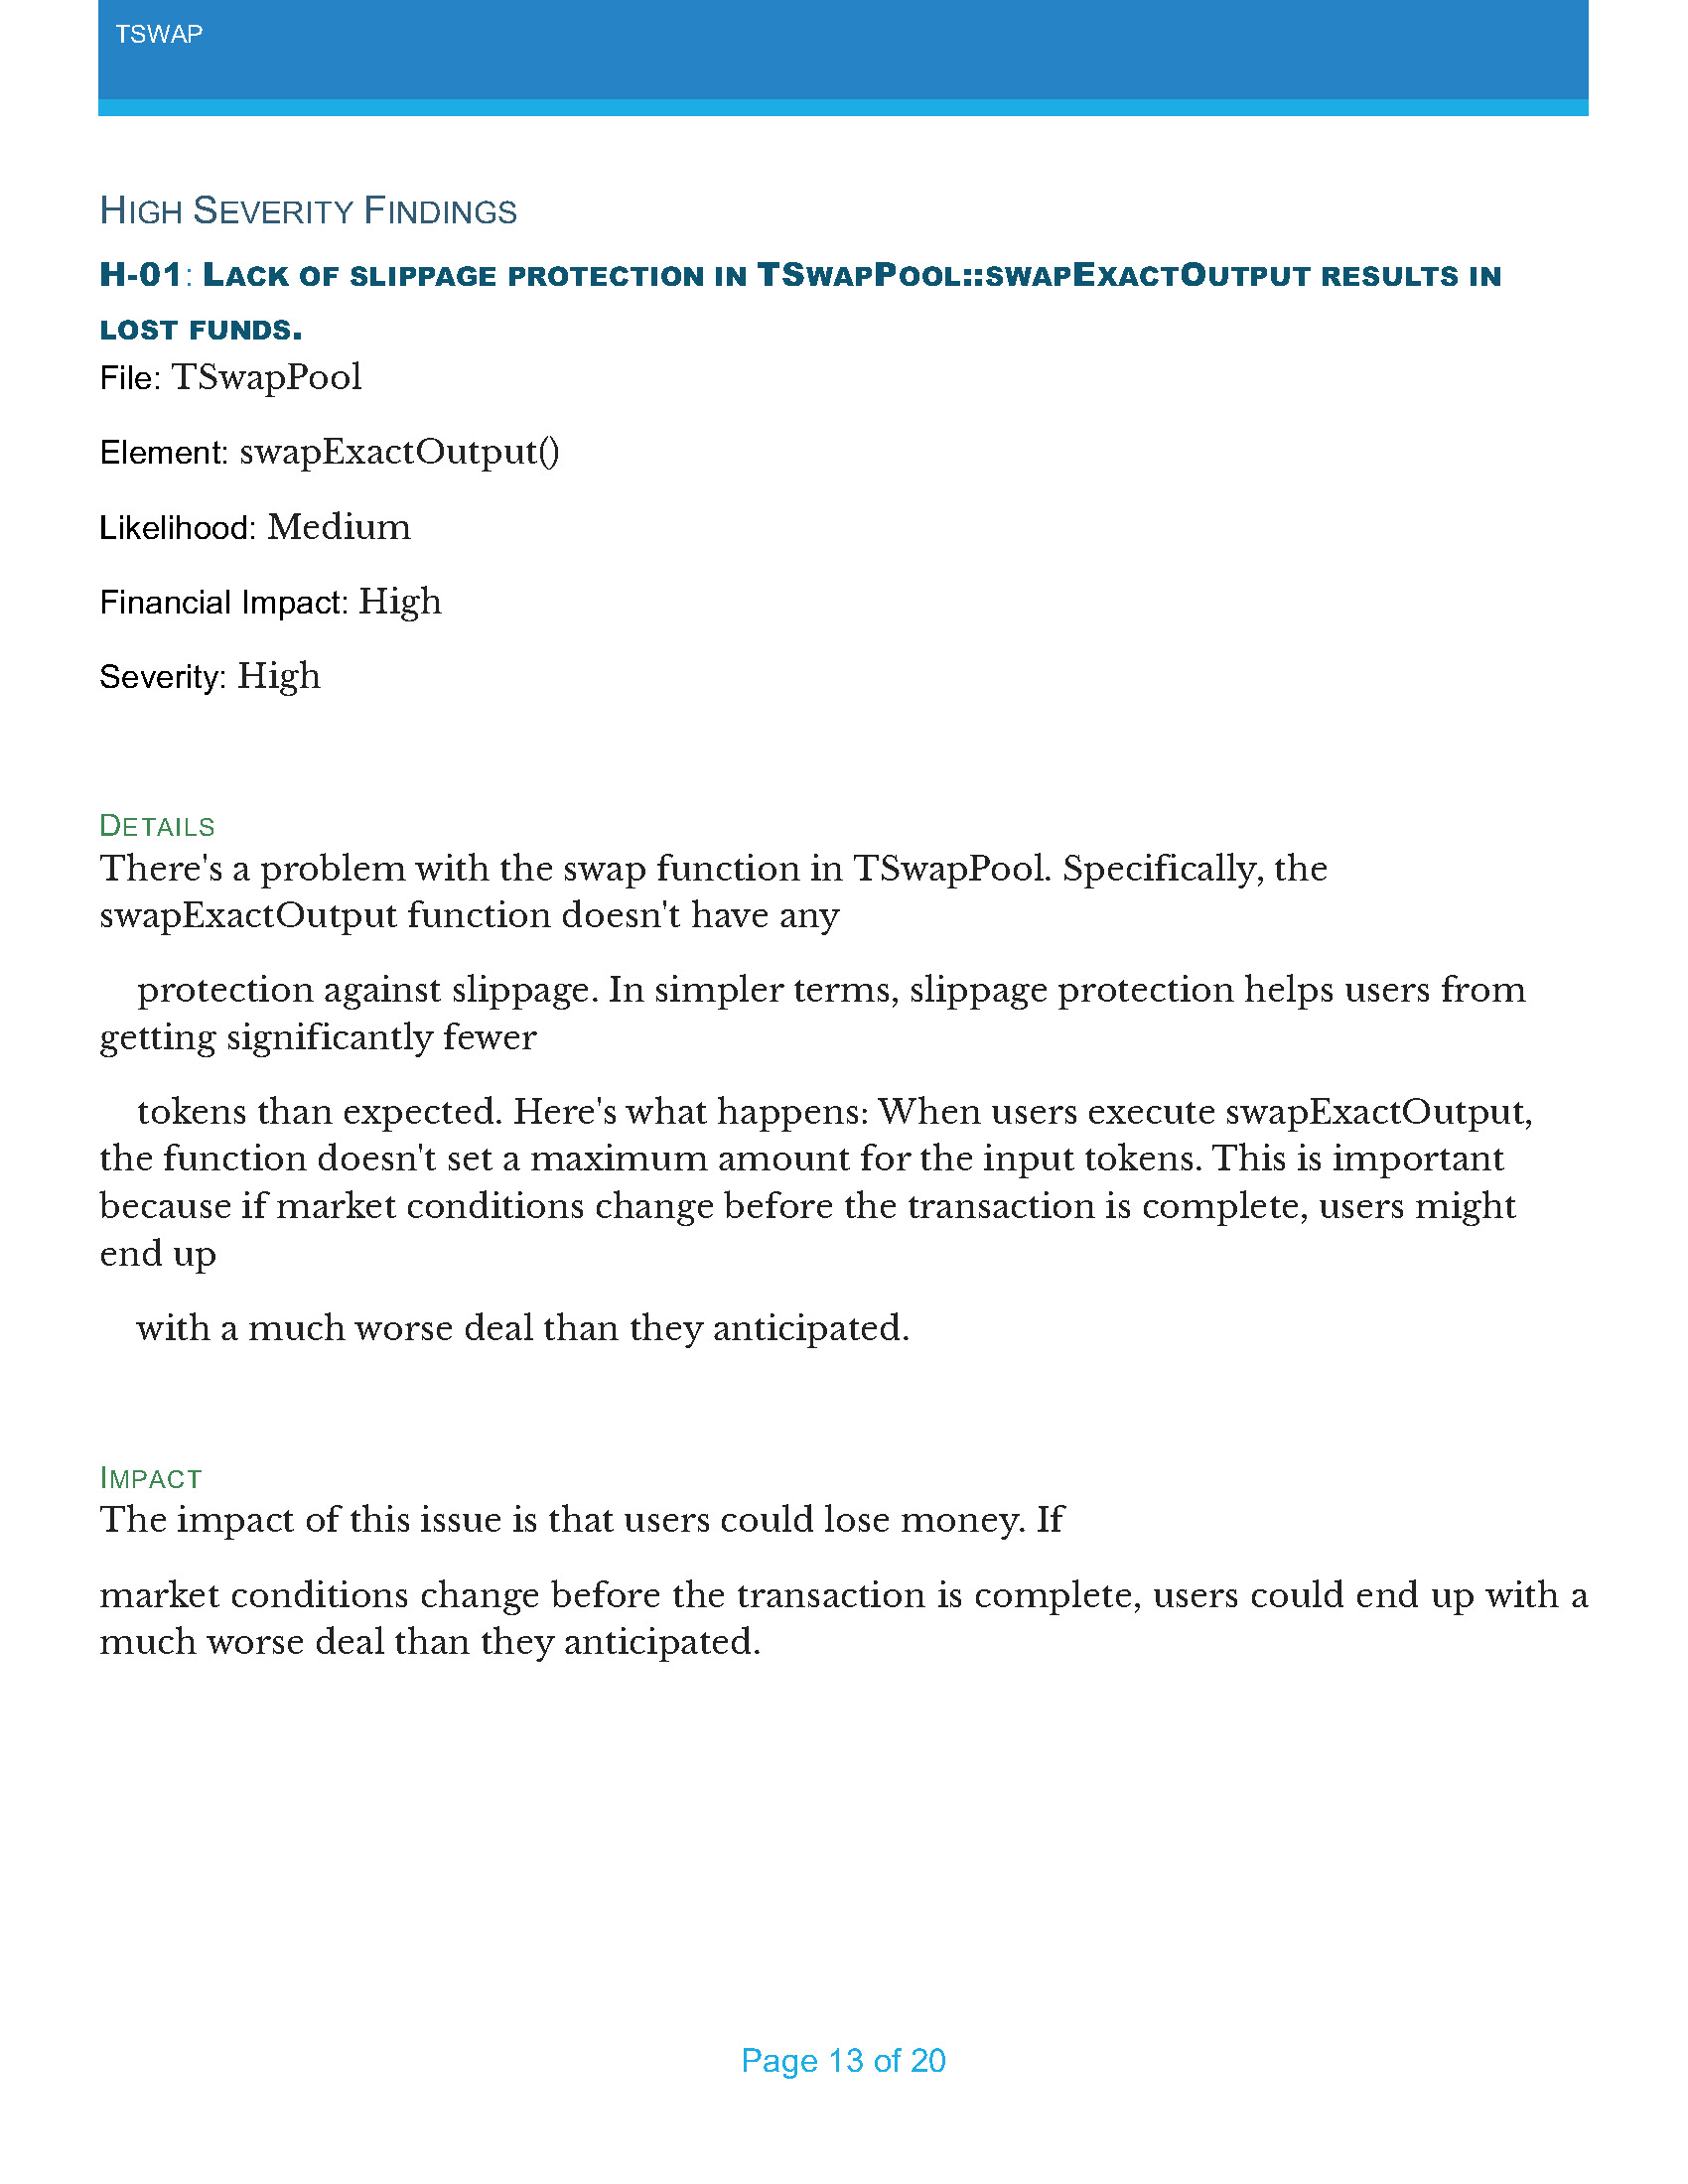 TSWAP
HIGH SEVERITY FINDINGS
H-01: LACK OF SLIPPAGE PROTECTION IN TSWAPPOOL::SWAPEXACTOUTPUT RESULTS IN
LOST FUNDS.
File: TSwapPool
Element: swapExactOutput()
Likelihood: Medium
Financial Impact: High
Severity: High
DETAILS
There's a problem with the swap function in TSwapPool. Specifically, the
swapExactOutput function doesn't have any
protection against slippage. In simpler terms, slippage protection helps users from
getting significantly fewer
tokens than expected. Here's what happens: When users execute swapExactOutput,
the function doesn't set a maximum amount for the input tokens. This is important
because if market conditions change before the transaction is complete, users might
end up
with a much worse deal than they anticipated.
IMPACT
The impact of this issue is that users could lose money. If
market conditions change before the transaction is complete, users could end up with a
much worse deal than they anticipated.
Page 13 of 20